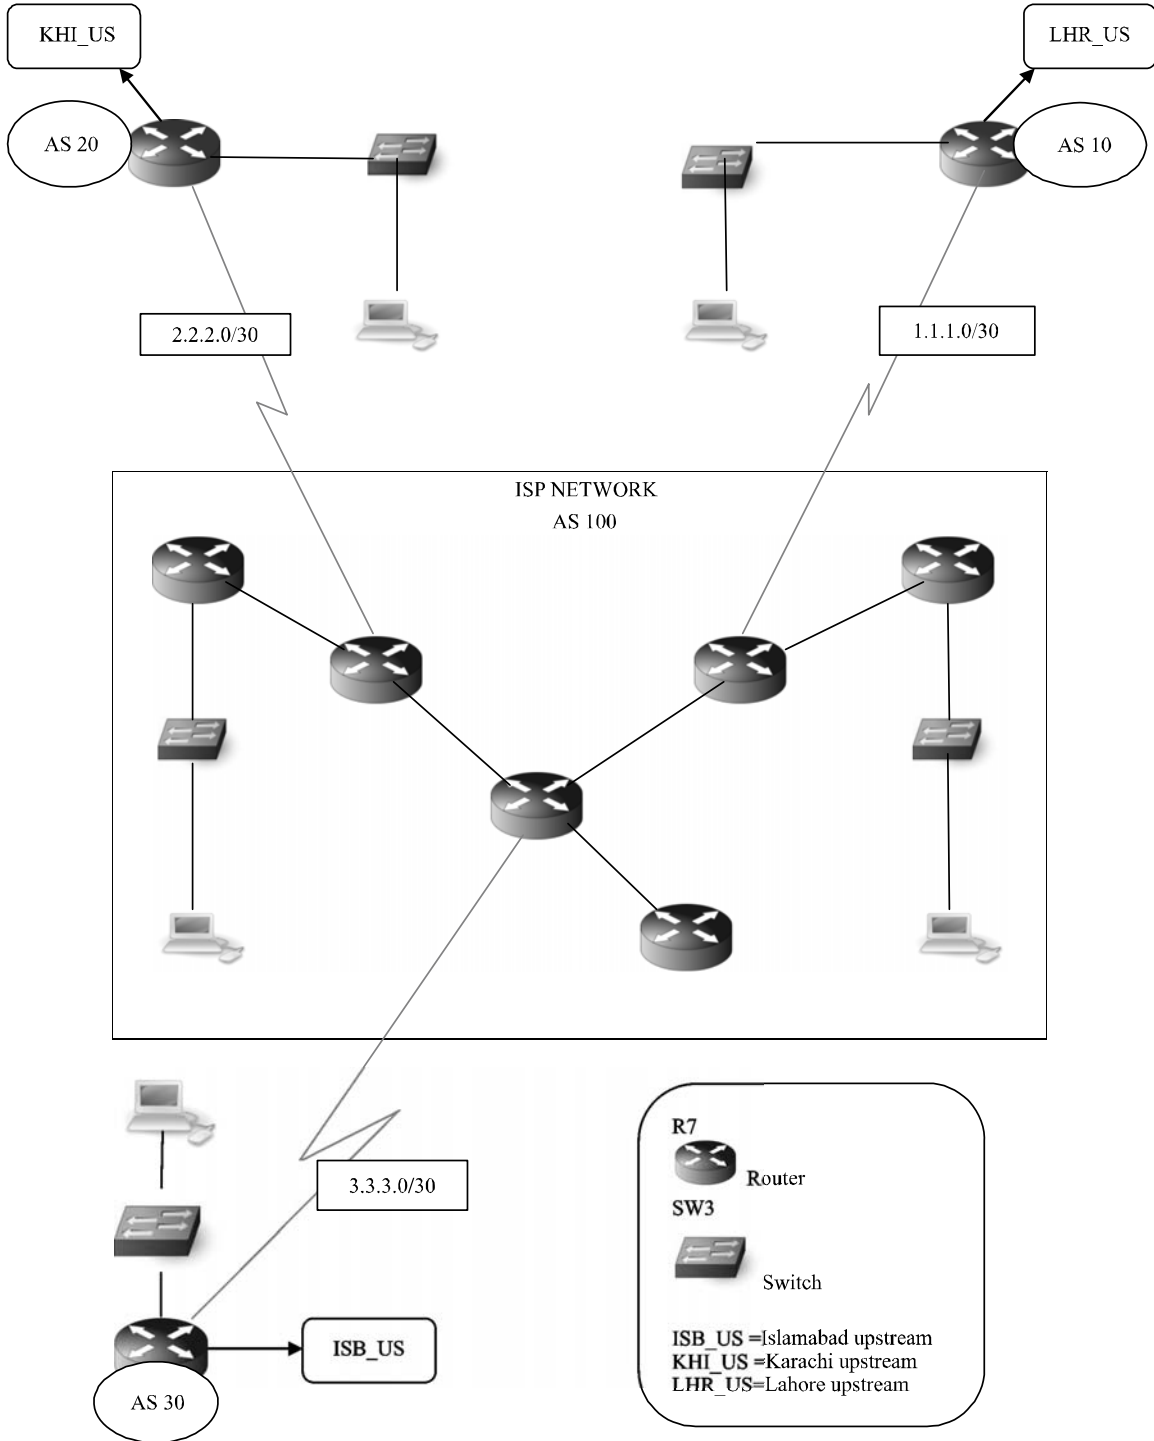 KHI_US
LHR_US
AS 20
AS 10
2.2.2.0/30
1.1.1.0/30
ISP NETWORK
AS 100
3.3.3.0/30
ISB_US
AS 30
R7
Router
SW3
Switch
ISB_US =Islamabad upstream
KHI_US =Karachi upstream
LHR_US=Lahore upstream